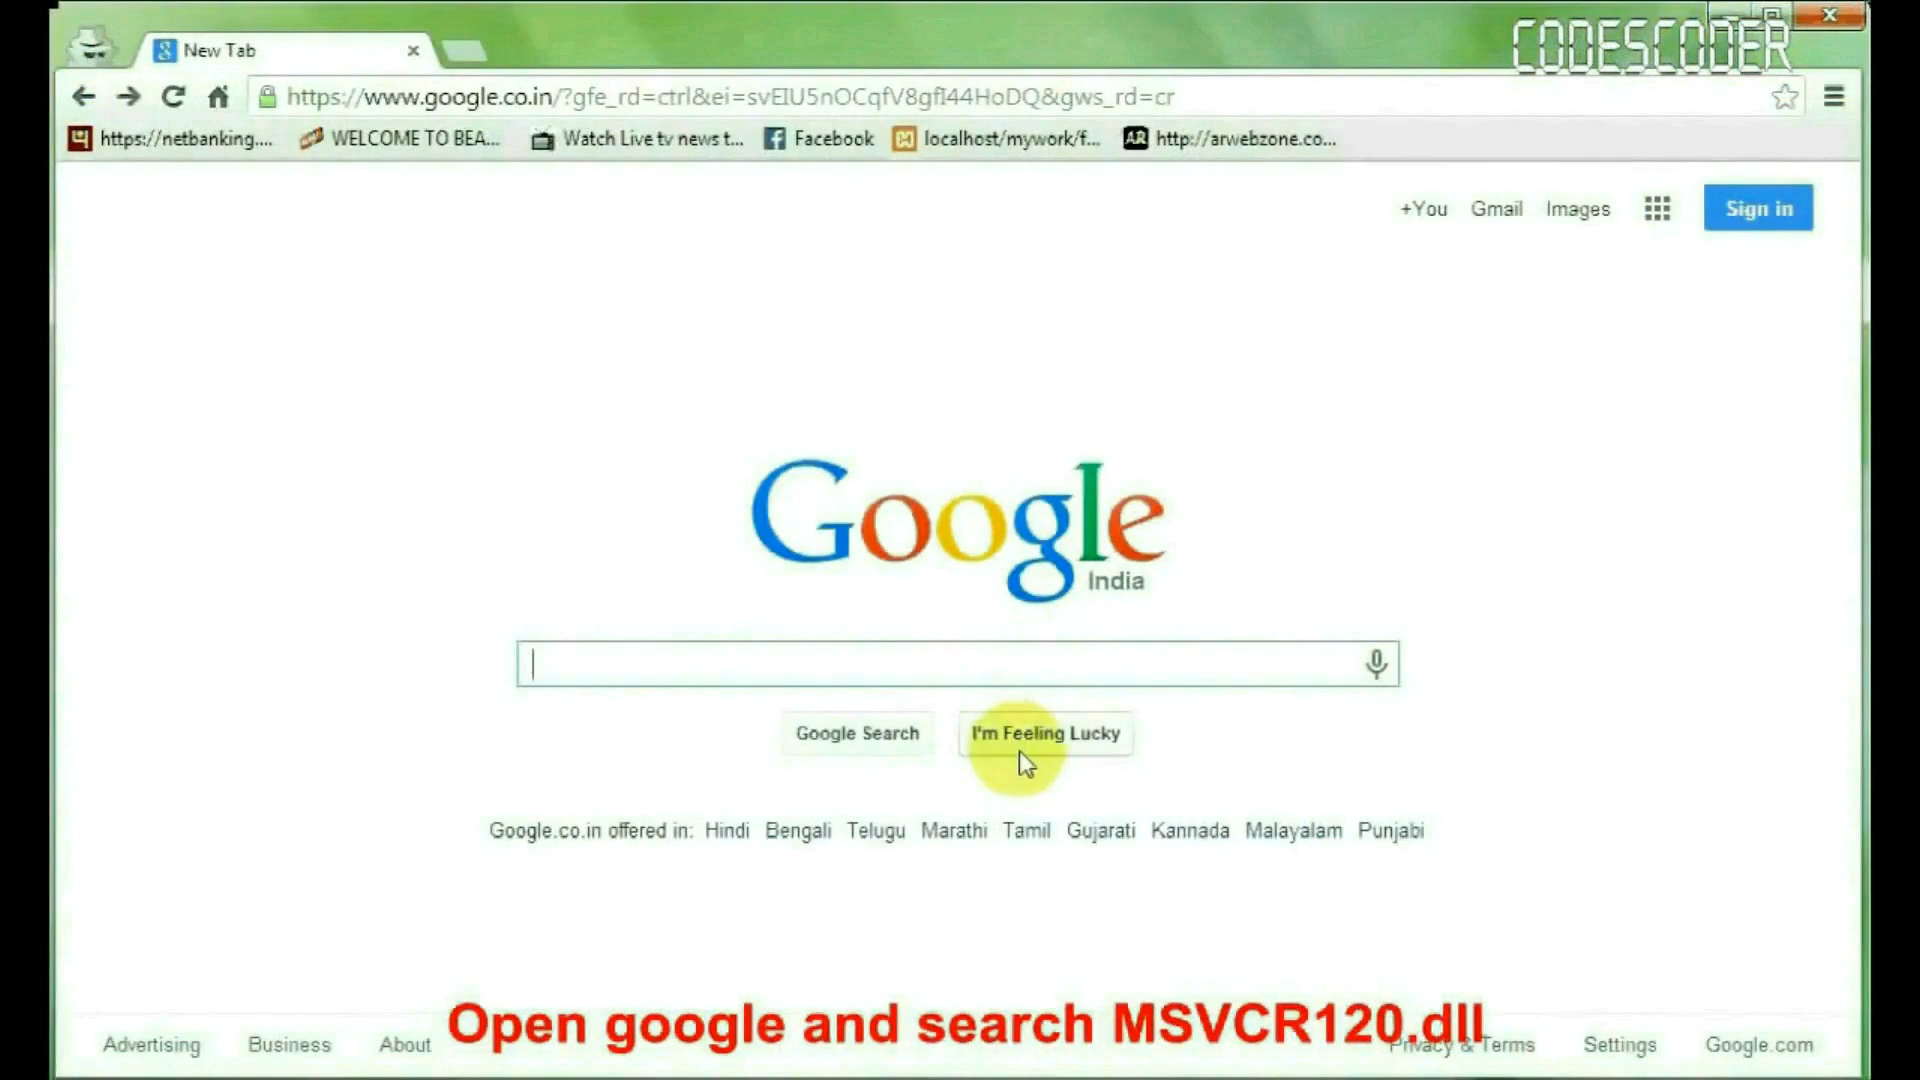 CODESCODER
New Tab
https://www.google.co.in/?gfe_rd=ctrl&ei=svEIU5nOCqfV8gfI44HoDQ&gws_rd=cr
https://netbanking.... WELCOME TO BEA... Watch Live tv news t... Facebook localhost/mywork/f... AR http://arwebzone.co...
+You Gmail Images Sign in
Google
India
Google Search I'm Feeling Lucky
Google.co.in offered in: Hindi Bengali Telugu Marathi Tamil Gujarati Kannada Malayalam Punjabi
Open google and search MSVCR120.dll
Advertising Business About Privacy & Terms Settings Google.com